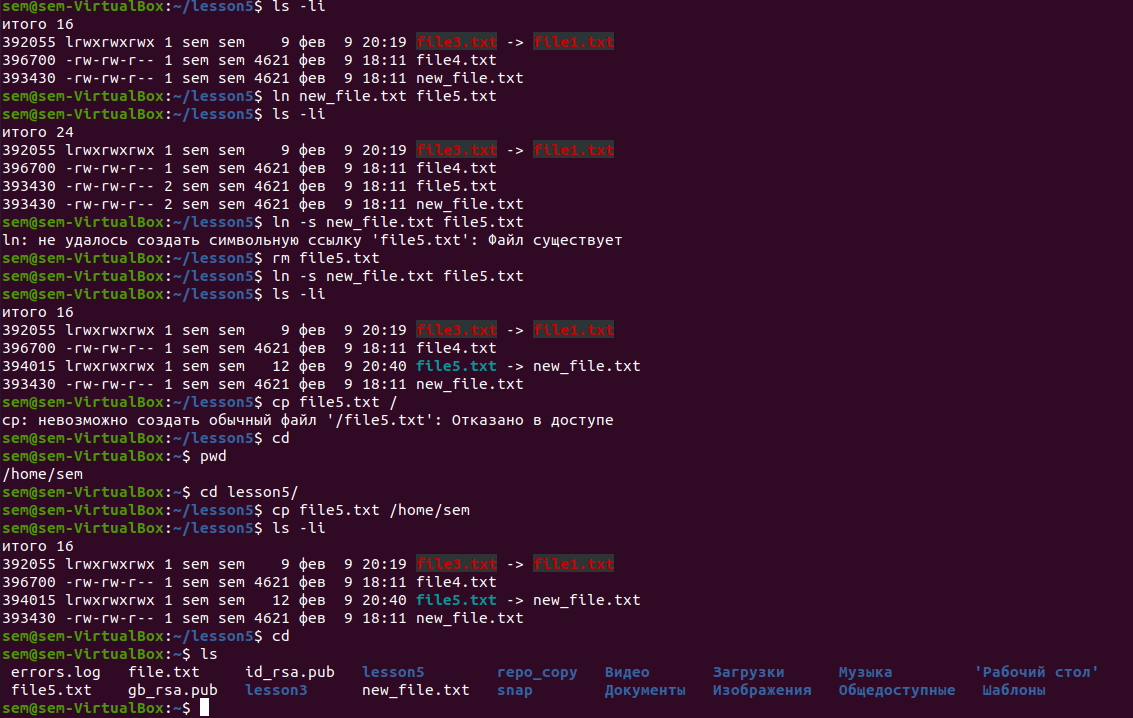 sem@sem-VirtualBox:~/lesson5$ ls -li
итого 16
392055 lrwxrwxrwx 1 sem sem    9 фев  9 20:19 file3.txt -> file1.txt
396700 -rw-rw-r-- 1 sem sem 4621 фев  9 18:11 file4.txt
393430 -rw-rw-r-- 1 sem sem 4621 фев  9 18:11 new_file.txt
sem@sem-VirtualBox:~/lesson5$ ln new_file.txt file5.txt
sem@sem-VirtualBox:~/lesson5$ ls -li
итого 24
392055 lrwxrwxrwx 1 sem sem    9 фев  9 20:19 file3.txt -> file1.txt
396700 -rw-rw-r-- 1 sem sem 4621 фев  9 18:11 file4.txt
393430 -rw-rw-r-- 2 sem sem 4621 фев  9 18:11 file5.txt
393430 -rw-rw-r-- 2 sem sem 4621 фев  9 18:11 new_file.txt
sem@sem-VirtualBox:~/lesson5$ ln -s new_file.txt file5.txt
ln: не удалось создать символьную ссылку 'file5.txt': Файл существует
sem@sem-VirtualBox:~/lesson5$ rm file5.txt
sem@sem-VirtualBox:~/lesson5$ ln -s new_file.txt file5.txt
sem@sem-VirtualBox:~/lesson5$ ls -li
итого 16
392055 lrwxrwxrwx 1 sem sem    9 фев  9 20:19 file3.txt -> file1.txt
396700 -rw-rw-r-- 1 sem sem 4621 фев  9 18:11 file4.txt
394015 lrwxrwxrwx 1 sem sem   12 фев  9 20:40 file5.txt -> new_file.txt
393430 -rw-rw-r-- 1 sem sem 4621 фев  9 18:11 new_file.txt
sem@sem-VirtualBox:~/lesson5$ cp file5.txt /
cp: невозможно создать обычный файл '/file5.txt': Отказано в доступе
sem@sem-VirtualBox:~/lesson5$ cd
sem@sem-VirtualBox:~$ pwd
/home/sem
sem@sem-VirtualBox:~$ cd lesson5/
sem@sem-VirtualBox:~/lesson5$ cp file5.txt /home/sem
sem@sem-VirtualBox:~/lesson5$ ls -li
итого 16
392055 lrwxrwxrwx 1 sem sem    9 фев  9 20:19 file3.txt -> file1.txt
396700 -rw-rw-r-- 1 sem sem 4621 фев  9 18:11 file4.txt
394015 lrwxrwxrwx 1 sem sem   12 фев  9 20:40 file5.txt -> new_file.txt
393430 -rw-rw-r-- 1 sem sem 4621 фев  9 18:11 new_file.txt
sem@sem-VirtualBox:~/lesson5$ cd
sem@sem-VirtualBox:~$ ls
errors.log   file.txt     id_rsa.pub   lesson5        repo_copy   Видео       Загрузки      Музыка         'Рабочий стол'
file5.txt    gb_rsa.pub   lesson3      new_file.txt   snap        Документы   Изображения   Общедоступные   Шаблоны
sem@sem-VirtualBox:~$